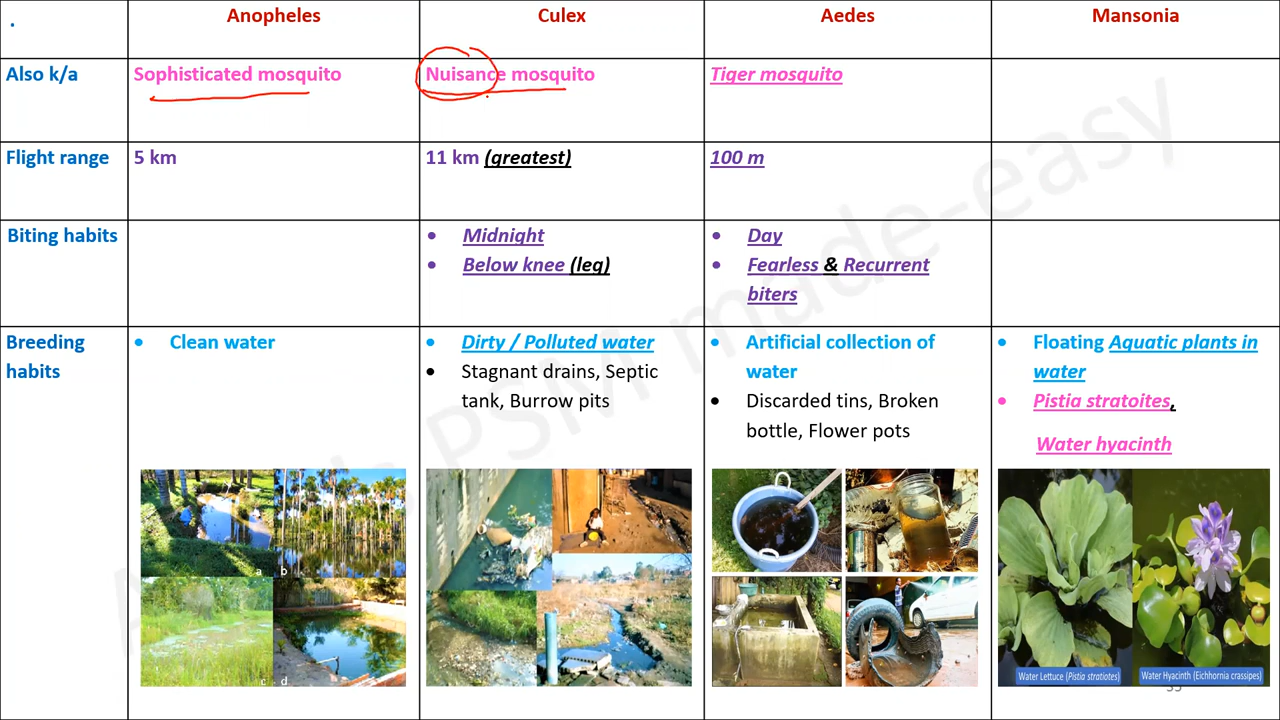 Anopheles Culex Aedes Mansonia
Also k/a Sophisticated mosquito Nuisance mosquito Tiger mosquito
Flight range 5 km 11 km (greatest) 100 m
Biting habits • Midnight • Day
• Below knee (leg) • Fearless & Recurrent
biters
Breeding • Clean water • Dirty / Polluted water • Artificial collection of • Floating Aquatic plants in
habits • Stagnant drains, Septic water water
tank, Burrow pits • Discarded tins, Broken • Pistia stratoites,
bottle, Flower pots Water hyacinth
a b
c d
Water Lettuce (Pistia stratiotes) Water Hyacinth (Eichhornia crassipes)
PSM made-easy